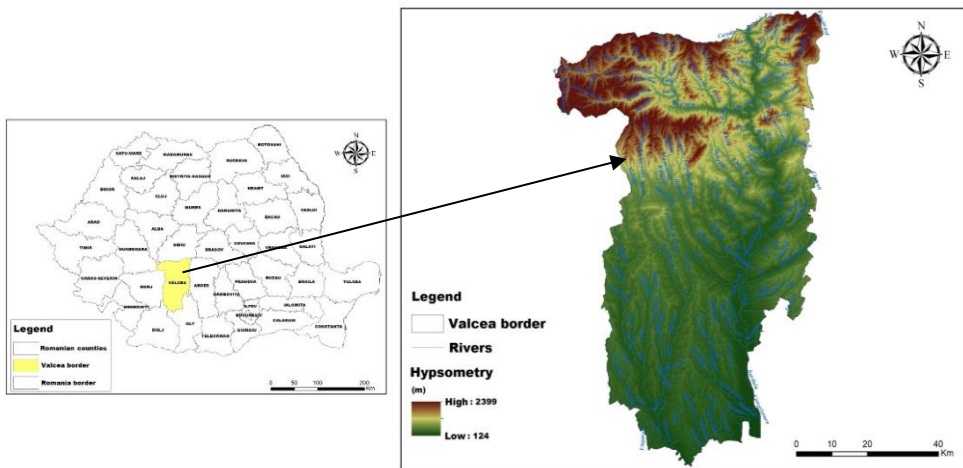 N
W E
S
BOTOSANI
SATU-MARE
MARAMURES
SUCEAVA
SALAJ
BISTRITA-NASAUD
IASI
BIHOR
CLUJ
NEAMT
MURES
HARGHITA
VASLUI
ARAD
BACAU
ALBA
TIMIS
HUNEDOARA
SIBIU
BRASOV
COVASNA
VRANCEA
GALATI
CARAS-SEVERIN
GORJ
VALCEA
ARGES
PRAHOVA
BUZAU
BRAILA
TULCEA
DAMBOVITA
MEHEDINTI
ILFOV
IALOMITA
BUCURESTI
CALARASI
DOLJ
OLT
TELEORMAN
GIURGIU
CONSTANTA
Legend
Romanian counties
Valcea border
Romania border
0 50 100 200
Km
N
W E
S
Legend
Valcea border
Rivers
Hypsometry
(m)
High : 2399
Low : 124
0 10 20 40
Km